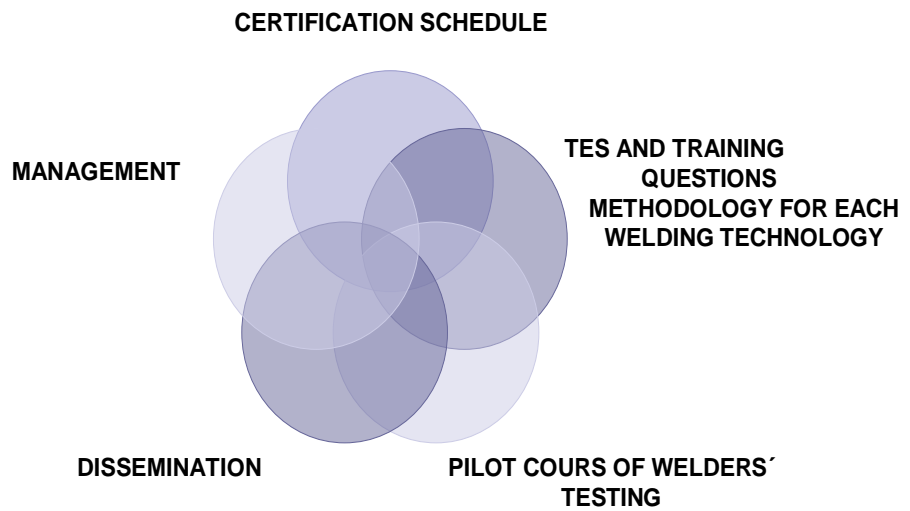 CERTIFICATION SCHEDULE
MANAGEMENT
TES AND TRAINING
QUESTIONS
METHODOLOGY FOR EACH
WELDING TECHNOLOGY
DISSEMINATION
PILOT COURS OF WELDERS´
TESTING